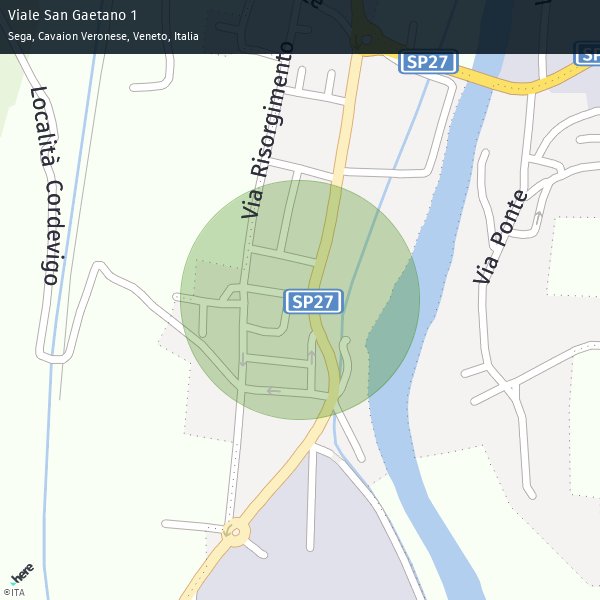 Viale San Gaetano 1
Sega, Cavaion Veronese, Veneto, Italia
SP27
SP
Località Cordevigo
Via Risorgimento
Via Ponte
SP27
here
©ITA